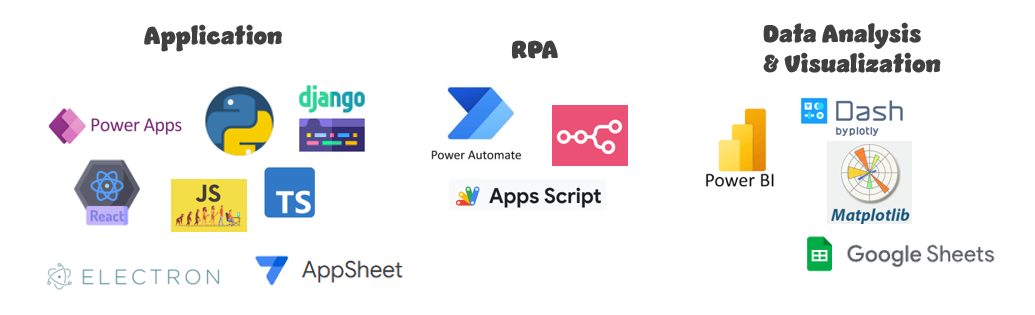 Application
Power Apps
django
React
JS
TS
ELECTRON
AppSheet
RPA
Power Automate
Apps Script
Data Analysis
& Visualization
Power BI
Dash
by plotly
Matplotlib
Google Sheets